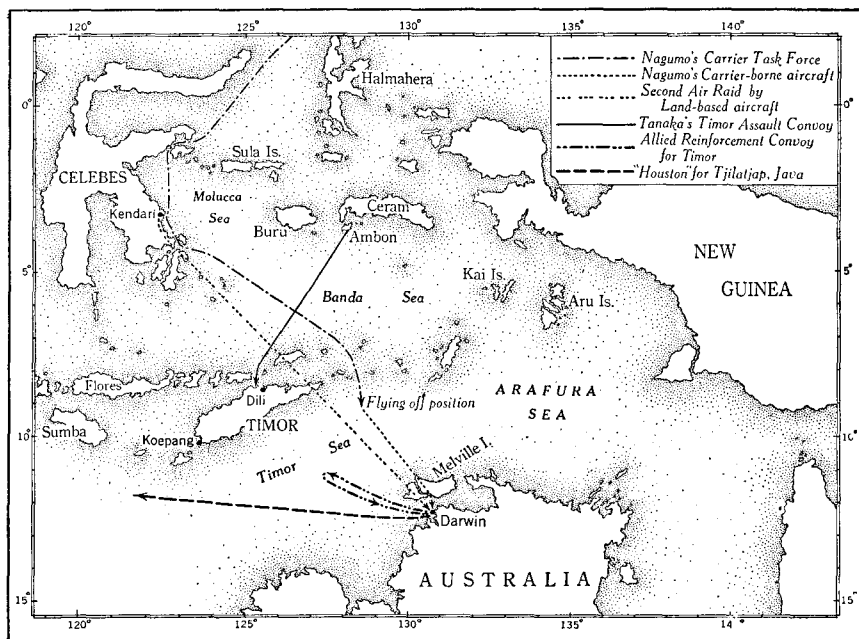 120° 125° 130° 135° 140°
Nagumo's Carrier Task Force
Nagumo's Carrier-borne aircraft
Second Air Raid by
Land-based aircraft
Tanaka's Timor Assault Convoy
Allied Reinforcement Convoy
for Timor
"Houston" for Tjilatjap, Java
Halmahera
0° 0°
Sula Is.
CELEBES
Molucca
Sea
Kendari
Buru
Ceram
Ambon
NEW
GUINEA
5° 5°
Kai Is.
Aru Is.
Banda Sea
Flores
Dili
Flying off position
ARAFURA
SEA
Sumba
Koepang
TIMOR
10° 10°
Timor Sea
Melville I.
Darwin
AUSTRALIA
15° 15°
120° 125° 130° 135° 14°